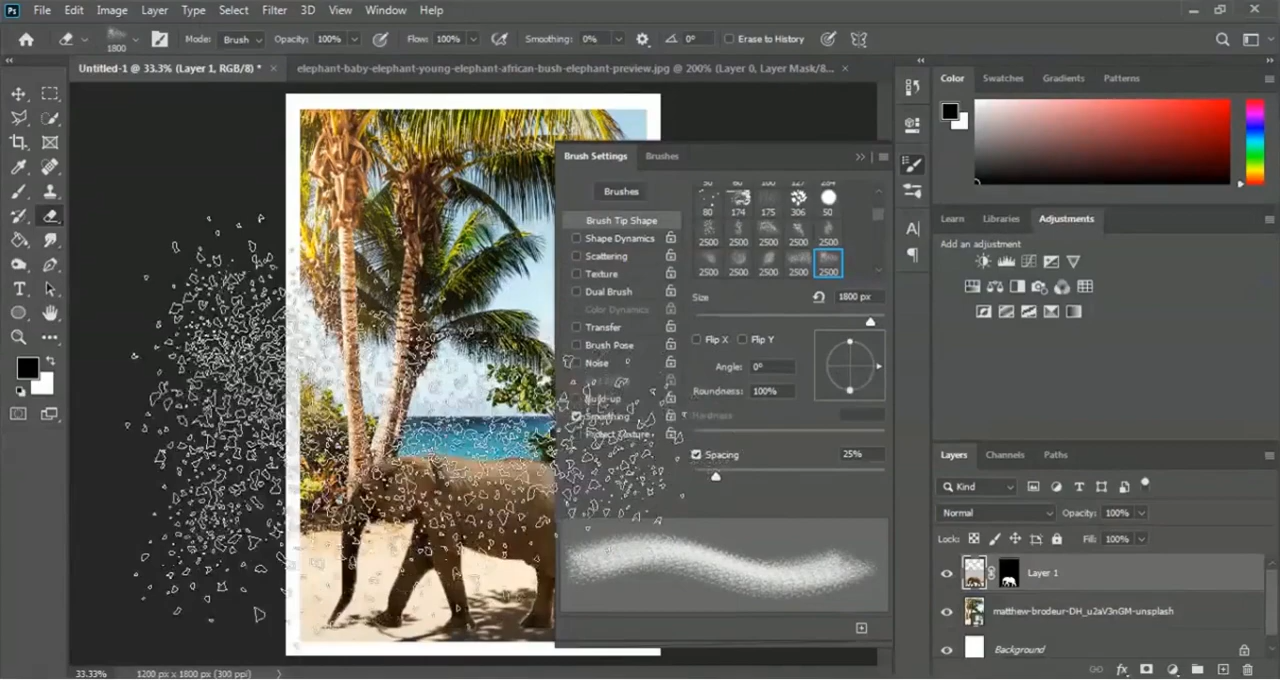 Ps File Edit Image Layer Type Select Filter 3D View Window Help
1800 Mode: Brush Opacity: 100% Flow: 100% Smoothing: 0% 0° Erase to History
Untitled-1 @ 33.3% (Layer 1, RGB/8) * × elephant-baby-elephant-young-elephant-african-bush-elephant-preview.jpg @ 200% (Layer 0, Layer Mask/8... ×
Color Swatches Gradients Patterns
Brush Settings Brushes
Brushes
Brush Tip Shape
Shape Dynamics
Scattering
Texture
Dual Brush
Color Dynamics
Transfer
Brush Pose
Noise
Build-up
Smoothing
Protect Texture
80 174 175 306 50
2500 2500 2500 2500 2500
2500 2500 2500 2500 2500
Size 1800 px
Flip X Flip Y
Angle: 0°
Roundness: 100%
Hardness
Spacing 25%
Learn Libraries Adjustments
Add an adjustment
Layers Channels Paths
Kind
Normal Opacity: 100%
Lock: Fill: 100%
Layer 1
matthew-brodeur-DH_u2aV3nGM-unsplash
Background
fx
33.33% 1200 px x 1800 px (300 ppi)